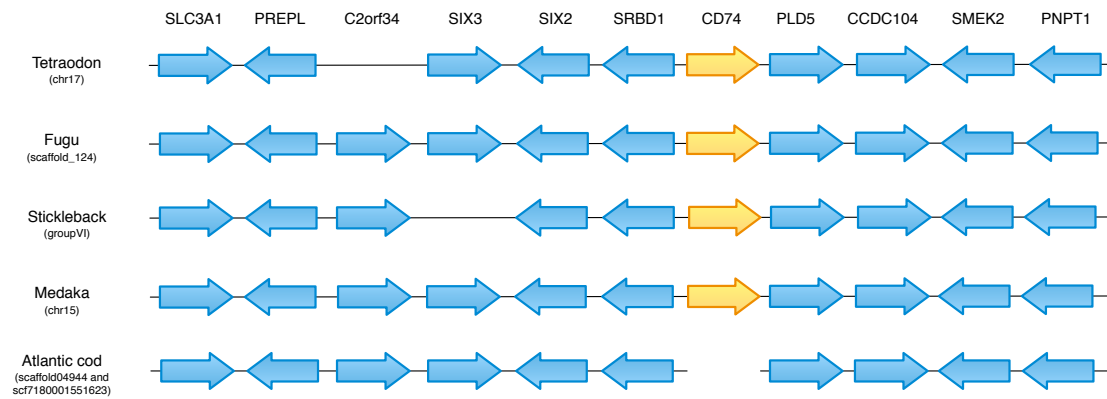 SLC3A1 PREPL C2orf34 SIX3 SIX2 SRBD1 CD74 PLD5 CCDC104 SMEK2 PNPT1
Tetraodon
(chr17)
Fugu
(scaffold_124)
Stickleback
(groupVI)
Medaka
(chr15)
Atlantic cod
(scaffold04944 and
scf7180001551623)